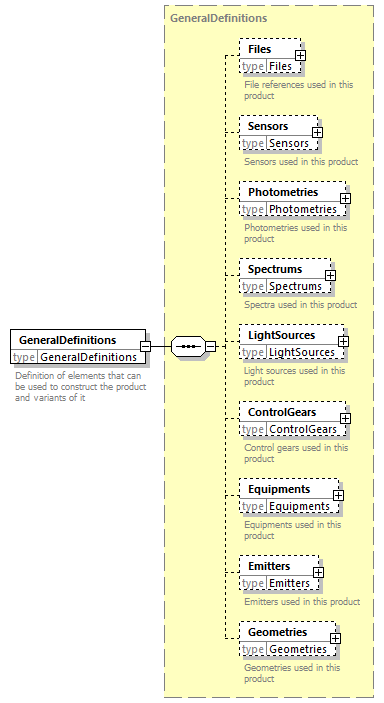 GeneralDefinitions
Files
type Files
File references used in this
product
Sensors
type Sensors
Sensors used in this product
Photometries
type Photometries
Photometries used in this
product
Spectrums
type Spectrums
Spectra used in this product
GeneralDefinitions
type GeneralDefinitions
Definition of elements that can
be used to construct the product
and variants of it
LightSources
type LightSources
Light sources used in this
product
ControlGears
type ControlGears
Control gears used in this
product
Equipments
type Equipments
Equipments used in this
product
Emitters
type Emitters
Emitters used in this product
Geometries
type Geometries
Geometries used in this
product